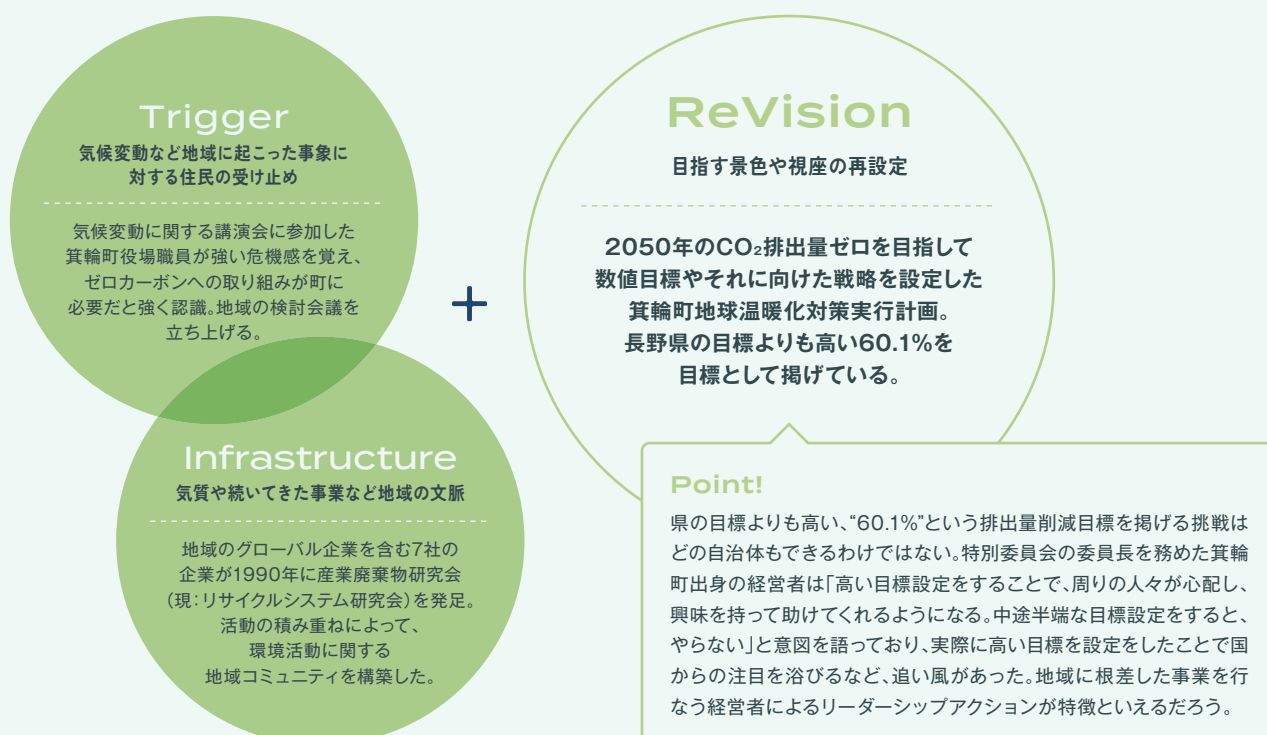 Trigger
気候変動など地域に起こった事象に
対する住民の受け止め
気候変動に関する講演会に参加した
箕輪町役場職員が強い危機感を覚え、
ゼロカーボンへの取り組みが町に
必要だと強く認識。地域の検討会議を
立ち上げる。
Infrastructure
気質や続いてきた事業など地域の文脈
地域のグローバル企業を含む7社の
企業が1990年に産業廃棄物研究会
（現：リサイクルシステム研究会）を発足。
活動の積み重ねによって、
環境活動に関する
地域コミュニティを構築した。
+
ReVision
目指す景色や視座の再設定
2050年のCO₂排出量ゼロを目指して
数値目標やそれに向けた戦略を設定した
箕輪町地球温暖化対策実行計画。
長野県の目標よりも高い60.1%を
目標として掲げている。
Point!
県の目標よりも高い、“60.1%”という排出量削減目標を掲げる挑戦は
どの自治体もできるわけではない。特別委員会の委員長を務めた箕輪
町出身の経営者は「高い目標設定をすることで、周りの人々が心配し、
興味を持って助けてくれるようになる。中途半端な目標設定をすると、
やらない」と意図を語っており、実際に高い目標を設定をしたことで国
からの注目を浴びるなど、追い風があった。地域に根差した事業を行
なう経営者によるリーダーシップアクションが特徴といえるだろう。